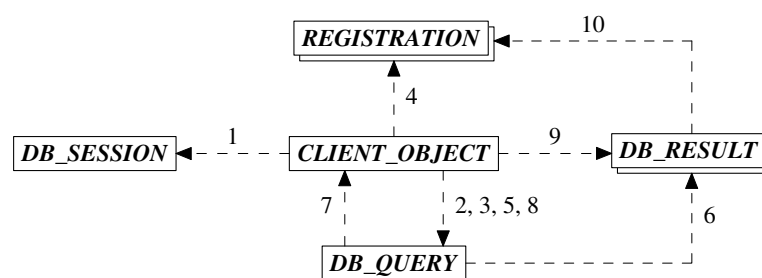 REGISTRATION
10
4
DB_SESSION
1
CLIENT_OBJECT
9
DB_RESULT
7
2, 3, 5, 8
6
DB_QUERY